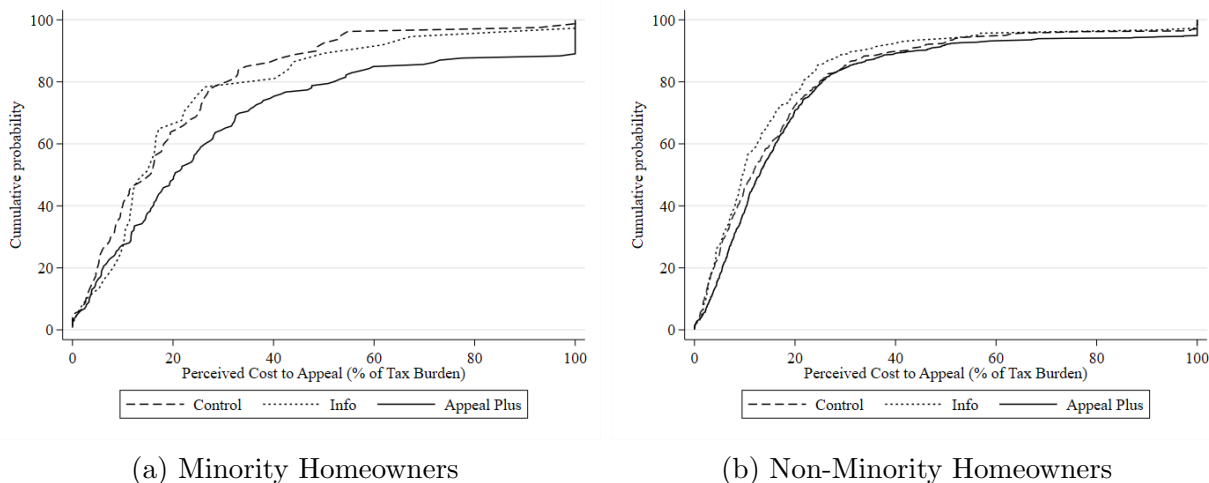 Cumulative probability
100
80
60
40
20
0
0 20 40 60 80 100
Perceived Cost to Appeal (% of Tax Burden)
Control Info Appeal Plus
(a) Minority Homeowners
Cumulative probability
100
80
60
40
20
0
0 20 40 60 80 100
Perceived Cost to Appeal (% of Tax Burden)
Control Info Appeal Plus
(b) Non-Minority Homeowners